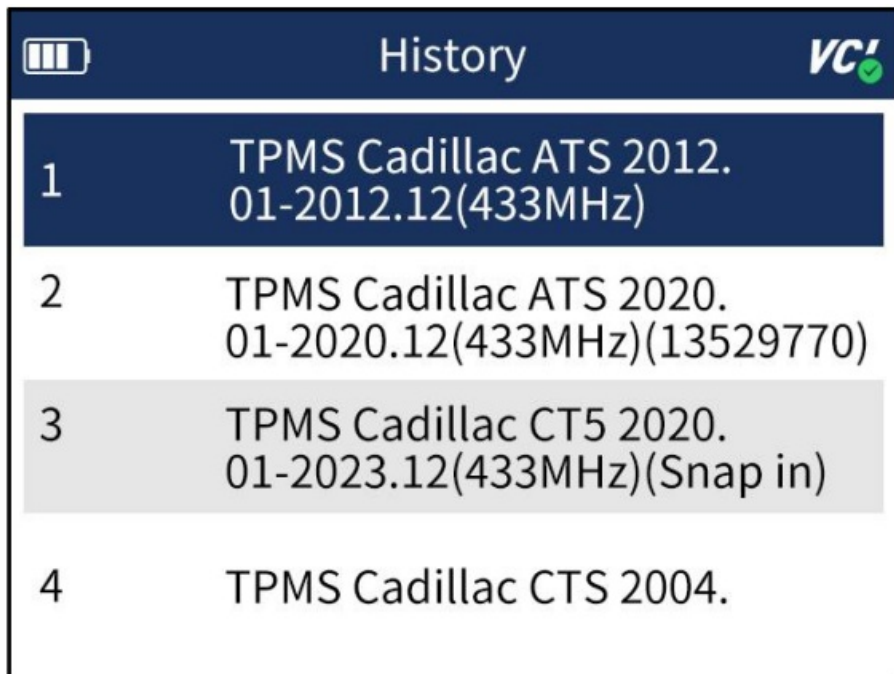 History
VCI
1
TPMS Cadillac ATS 2012.
01-2012.12(433MHz)
2
TPMS Cadillac ATS 2020.
01-2020.12(433MHz)(13529770)
3
TPMS Cadillac CT5 2020.
01-2023.12(433MHz)(Snap in)
4
TPMS Cadillac CTS 2004.